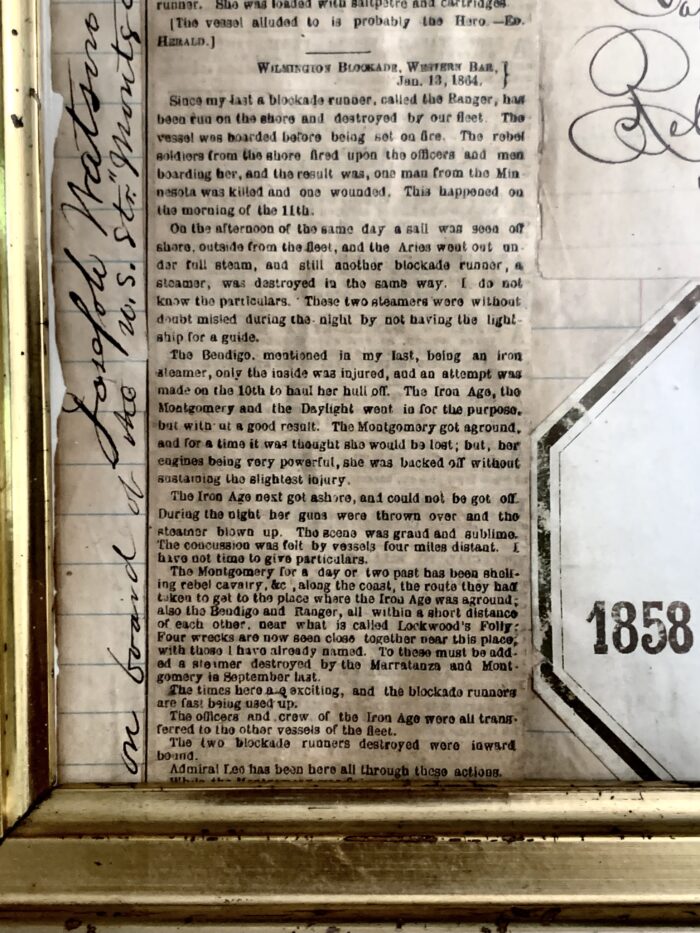 runner. She was loaded with saltpetre and cartridges
[The vessel alluded to is probably the Hero.—ED.
HERALD.]
WILMINGTON BLOCKADE, WESTERN BAR,
Jan. 13, 1864.
Since my last a blockade runner, called the Ranger, has
been run on the shore and destroyed by our fleet. The
vessel was boarded before being set on fire. The rebel
soldiers from the shore fired upon the officers and men
boarding her, and the result was, one man from the Min
nesota was killed and one wounded. This happened on
the morning of the 11th.
On the afternoon of the same day a sail was seen off
shore, outside from the fleet, and the Aries went out un-
der full steam, and still another blockade runner, a
steamer, was destroyed in the same way. I do not
know the particulars. These two steamers were without
doubt misled during the night by not having the light-
ship for a guide.
The Bendigo, mentioned in my last, being an iron
steamer, only the inside was injured, and an attempt was
made on the 10th to haul her hull off. The Iron Age, the
Montgomery and the Daylight went in for the purpose,
but with ut a good result. The Montgomery got aground,
and for a time it was thought she would be lost; but, her
engines being very powerful, she was backed off without
sustaining the slightest injury.
The Iron Age next got ashore, and could not be got off.
During the night her guns were thrown over and the
steamer blown up. The scene was grand and sublime.
The concussion was felt by vessels four miles distant. I
have not time to give particulars.
The Montgomery for a day or two past has been shell-
ing rebel cavalry, &c., along the coast, the route they had
taken to get to the place where the Iron Age was aground;
also the Bendigo and Ranger, all within a short distance
of each other, near what is called Lockwood's Folly;
Four wrecks are now seen close together near this place,
with those I have already named. To these must be add-
ed a steamer destroyed by the Marratanza and Mont-
gomery in September last.
The times here are exciting, and the blockade runners
are fast being used up.
The officers and crew of the Iron Age were all trans-
ferred to the other vessels of the fleet.
The two blockade runners destroyed were inward
bound.
Admiral Lee has been here all through these actions.
Joseph Watson
on board of the U.S. Str "Montgo
1858